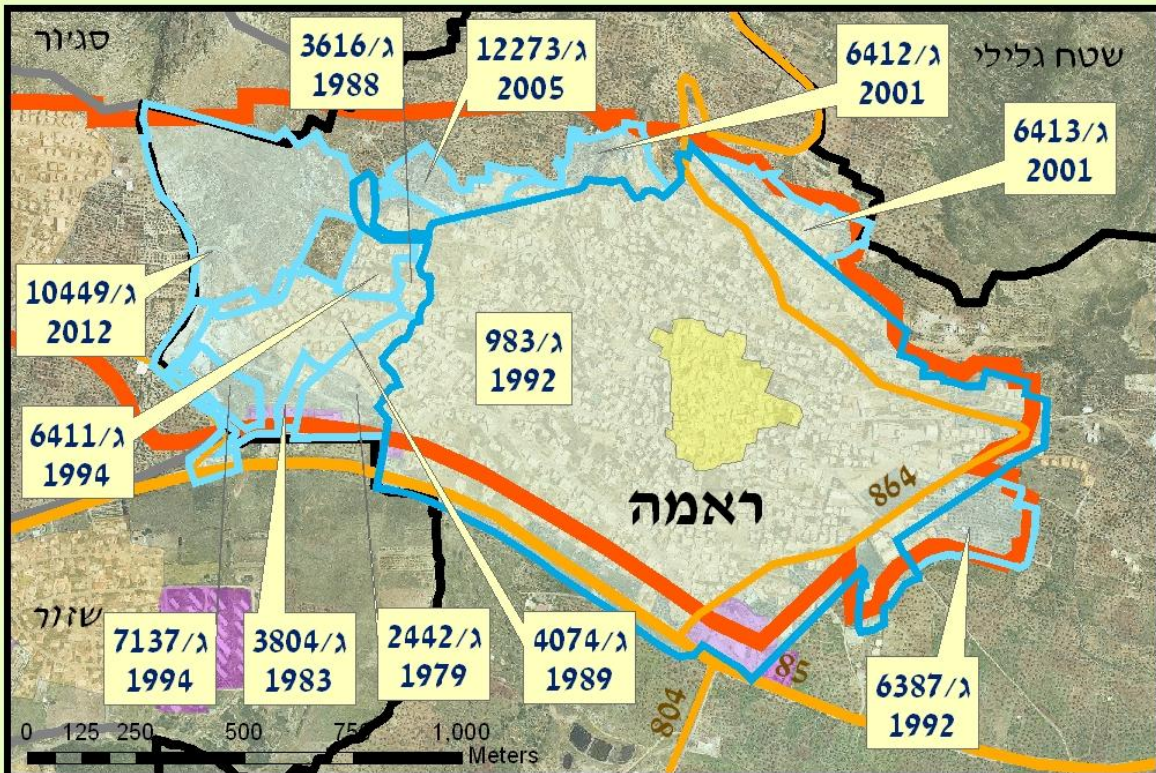 סגיור
ג/3616
1988
ג/12273
2005
ג/6412
2001
שטח גלילי
ג/6413
2001
ג/10449
2012
ג/983
1992
ג/6411
1994
ראמה
864
שזור
ג/7137
1994
ג/3804
1983
ג/2442
1979
ג/4074
1989
804
85
ג/6387
1992
0 125 250 500 750 1,000
Meters